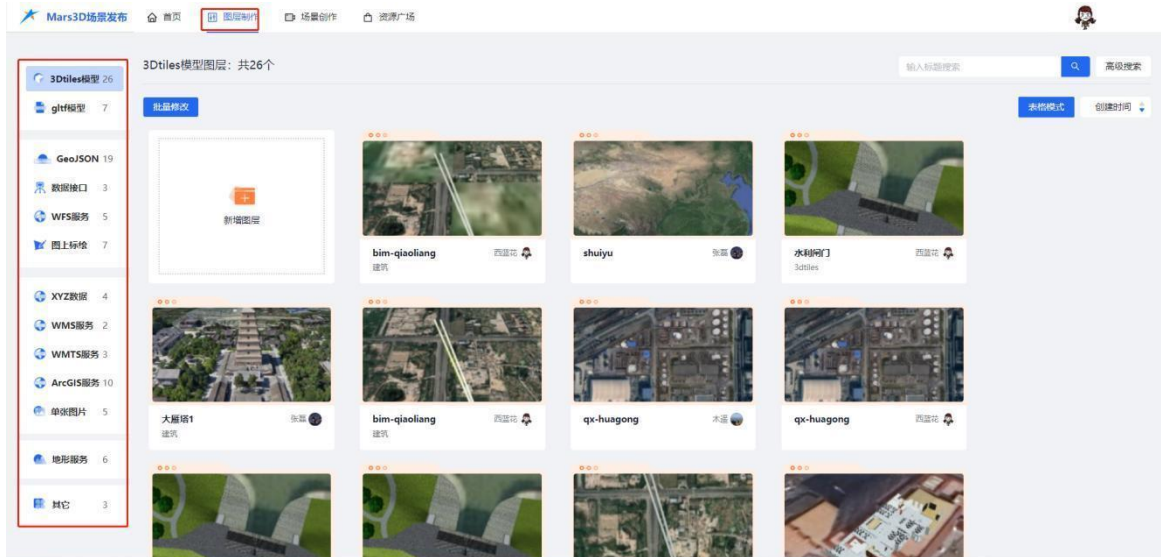 Mars3D场景发布 首页 图层制作 场景创作 资源广场
3Dtiles模型 26
gltf模型 7
GeoJSON 19
数据接口 3
WFS服务 5
图上标绘 7
XYZ数据 4
WMS服务 2
WMTS服务 3
ArcGIS服务 10
单张图片 5
地形服务 6
其它 3
3Dtiles模型图层：共26个
输入标题搜索 高级搜索
批量修改 表格模式 创建时间
新增图层
bim-qiaoliang 西蓝花
建筑
shuiyu 张磊
水利闸门 西蓝花
3dtiles
大雁塔1 张磊
建筑
bim-qiaoliang 西蓝花
建筑
qx-huagong 木遥
qx-huagong 西蓝花